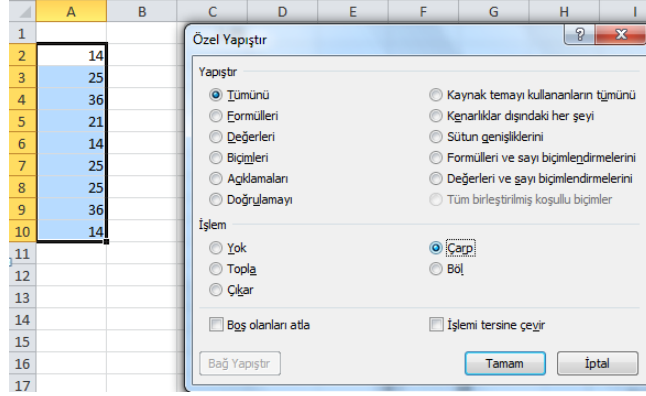 A B C D E F G H I
1
2 14
3 25
4 36
5 21
6 14
7 25
8 25
9 36
10 14
11
12
13
14
15
16
17
Özel Yapıştır
Yapıştır
Tümünü
Kaynak temayı kullananların tümünü
Formülleri
Kenarlıklar dışındaki her şeyi
Değerleri
Sütun genişliklerini
Biçimleri
Formülleri ve sayı biçimlendirmelerini
Açıklamaları
Değerleri ve sayı biçimlendirmelerini
Doğrulamayı
Tüm birleştirilmiş koşullu biçimler
İşlem
Yok
Çarp
Topla
Böl
Çıkar
Boş olanları atla
İşlemi tersine çevir
Bağ Yapıştır
Tamam
İptal